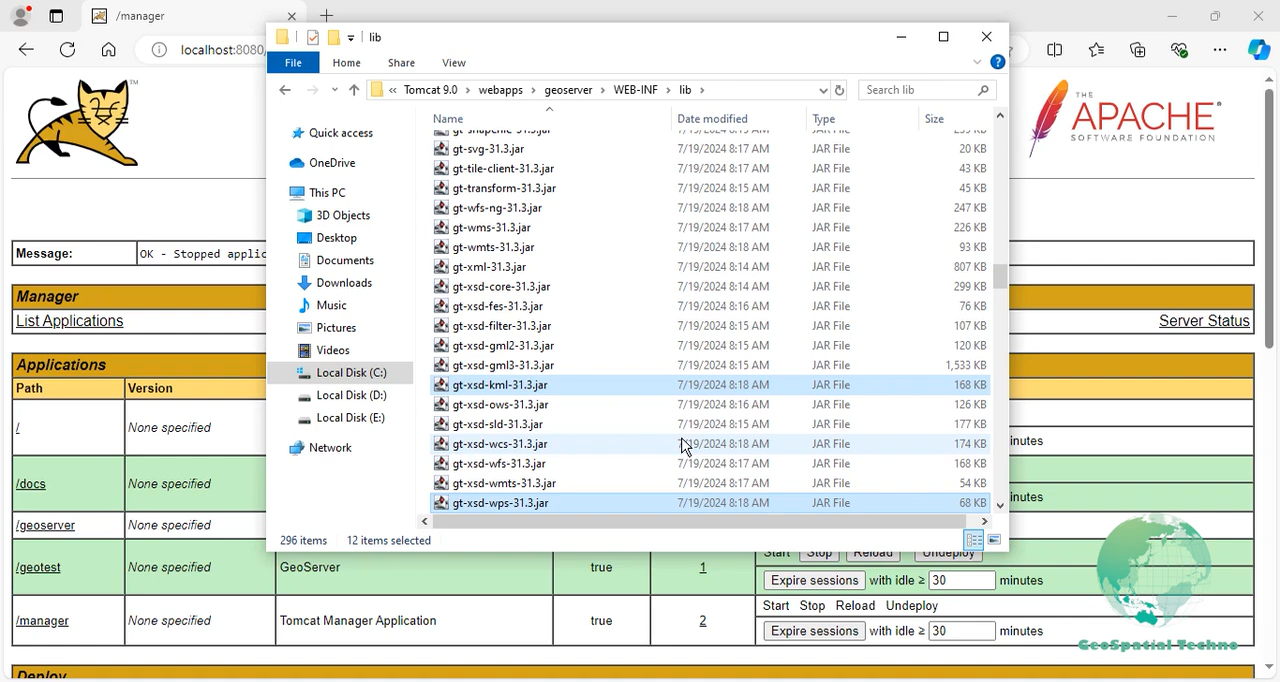 /manager
lib
localhost:8080/
File Home Share View
« Tomcat 9.0 › webapps › geoserver › WEB-INF › lib ›
Search lib
THE
APACHE
SOFTWARE FOUNDATION
™
Name Date modified Type Size
Quick access
OneDrive
This PC
3D Objects
Desktop
Documents
Downloads
Music
Pictures
Videos
Local Disk (C:)
Local Disk (D:)
Local Disk (E:)
Network
gt-svg-31.3.jar 7/19/2024 8:17 AM JAR File 20 KB
gt-tile-client-31.3.jar 7/19/2024 8:17 AM JAR File 43 KB
gt-transform-31.3.jar 7/19/2024 8:15 AM JAR File 45 KB
gt-wfs-ng-31.3.jar 7/19/2024 8:18 AM JAR File 247 KB
gt-wms-31.3.jar 7/19/2024 8:17 AM JAR File 226 KB
gt-wmts-31.3.jar 7/19/2024 8:18 AM JAR File 93 KB
gt-xml-31.3.jar 7/19/2024 8:14 AM JAR File 807 KB
gt-xsd-core-31.3.jar 7/19/2024 8:14 AM JAR File 299 KB
gt-xsd-fes-31.3.jar 7/19/2024 8:16 AM JAR File 76 KB
gt-xsd-filter-31.3.jar 7/19/2024 8:15 AM JAR File 107 KB
gt-xsd-gml2-31.3.jar 7/19/2024 8:15 AM JAR File 120 KB
gt-xsd-gml3-31.3.jar 7/19/2024 8:15 AM JAR File 1,533 KB
gt-xsd-kml-31.3.jar 7/19/2024 8:18 AM JAR File 168 KB
gt-xsd-ows-31.3.jar 7/19/2024 8:16 AM JAR File 126 KB
gt-xsd-sld-31.3.jar 7/19/2024 8:15 AM JAR File 177 KB
gt-xsd-wcs-31.3.jar 7/19/2024 8:18 AM JAR File 174 KB
gt-xsd-wfs-31.3.jar 7/19/2024 8:17 AM JAR File 168 KB
gt-xsd-wmts-31.3.jar 7/19/2024 8:17 AM JAR File 54 KB
gt-xsd-wps-31.3.jar 7/19/2024 8:18 AM JAR File 68 KB
296 items 12 items selected
Message: OK - Stopped applic
Manager
List Applications Server Status
Applications
Path Version
/ None specified
inutes
/docs None specified
inutes
/geoserver None specified
Start Stop Reload Undeploy
/geotest None specified GeoServer true 1
Expire sessions with idle ≥ 30 minutes
Start Stop Reload Undeploy
/manager None specified Tomcat Manager Application true 2
Expire sessions with idle ≥ 30 minutes
GeoSpatial Techno
Deploy